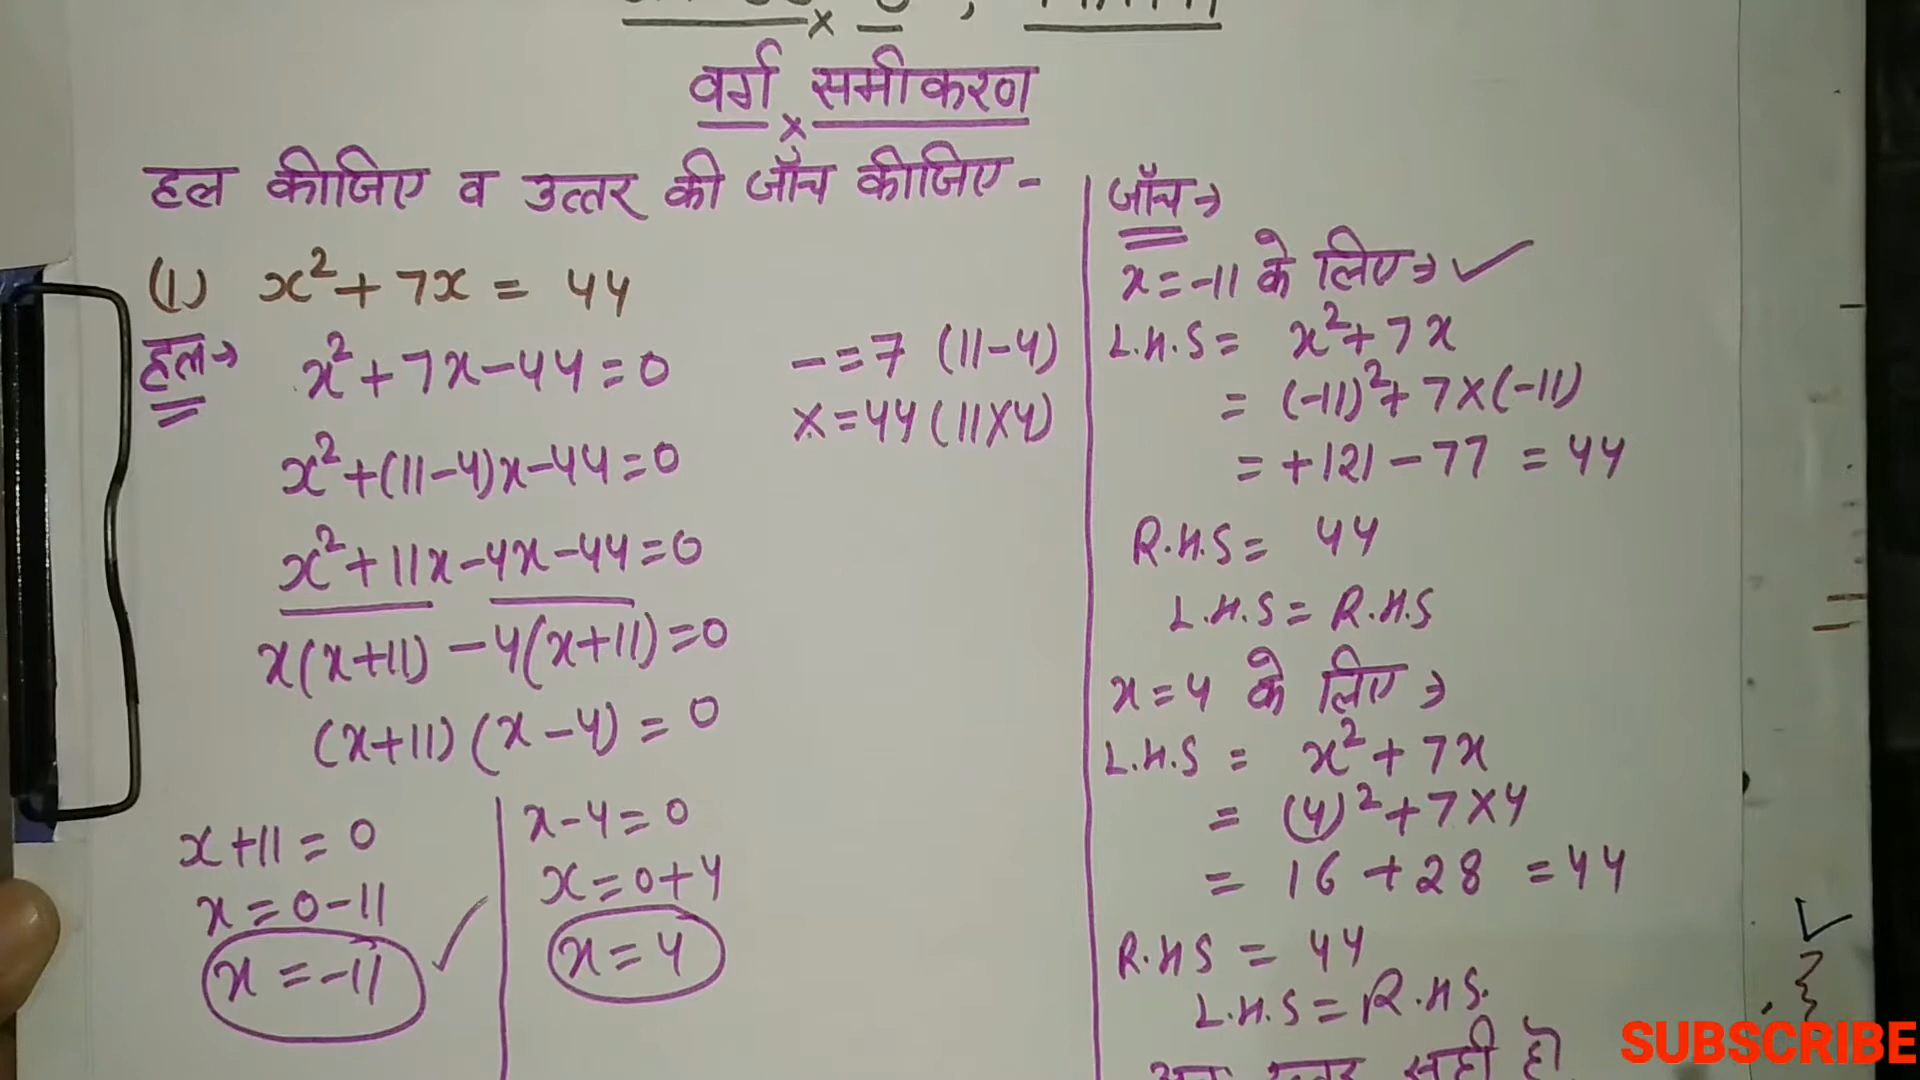 वर्ग समीकरण
हल कीजिए व उत्तर की जाँच कीजिए -
(1) x² + 7x = 44
हल→ x² + 7x - 44 = 0
- = 7 (11-4)
x² + (11-4)x - 44 = 0
× = 44 (11×4)
x² + 11x - 4x - 44 = 0
x(x+11) - 4(x+11) = 0
(x+11) (x-4) = 0
x + 11 = 0
x = 0 - 11
x = -11
x - 4 = 0
x = 0 + 4
x = 4
जाँच→
x = -11 के लिए→ ✓
L.H.S = x² + 7x
= (-11)² + 7×(-11)
= +121 - 77 = 44
R.H.S = 44
L.H.S = R.H.S
x = 4 के लिए→
L.H.S = x² + 7x
= (4)² + 7×4
= 16 + 28 = 44
R.H.S = 44
L.H.S = R.H.S.
सही है
SUBSCRIBE